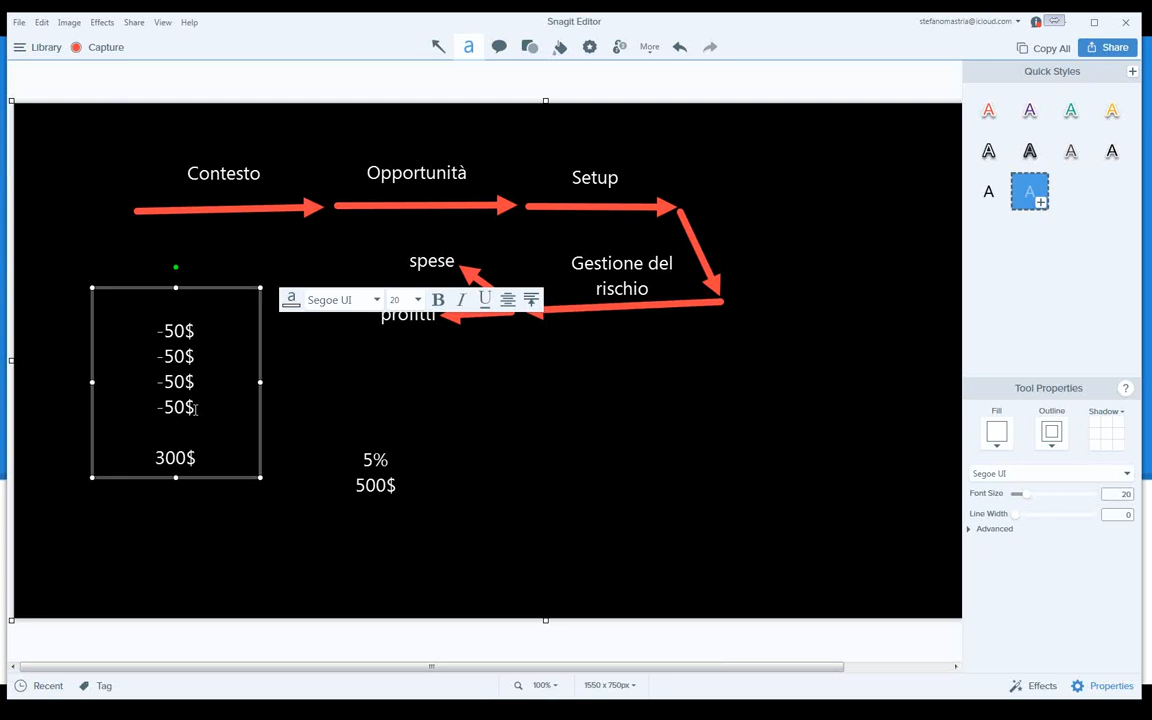 File Edit Image Effects Share View Help
Snagit Editor
stefanomastria@icloud.com
Library Capture
a
More
Copy All
Share
Quick Styles
A A A A
A A A A
A A
Contesto
Opportunità
Setup
spese
Gestione del
rischio
a Segoe UI 20 B I U
profitti
-50$
-50$
-50$
-50$
300$
5%
500$
Tool Properties ?
Fill Outline Shadow
Segoe UI
Font Size 20
Line Width 0
Advanced
Recent Tag
100%
1550 x 750px
Effects Properties